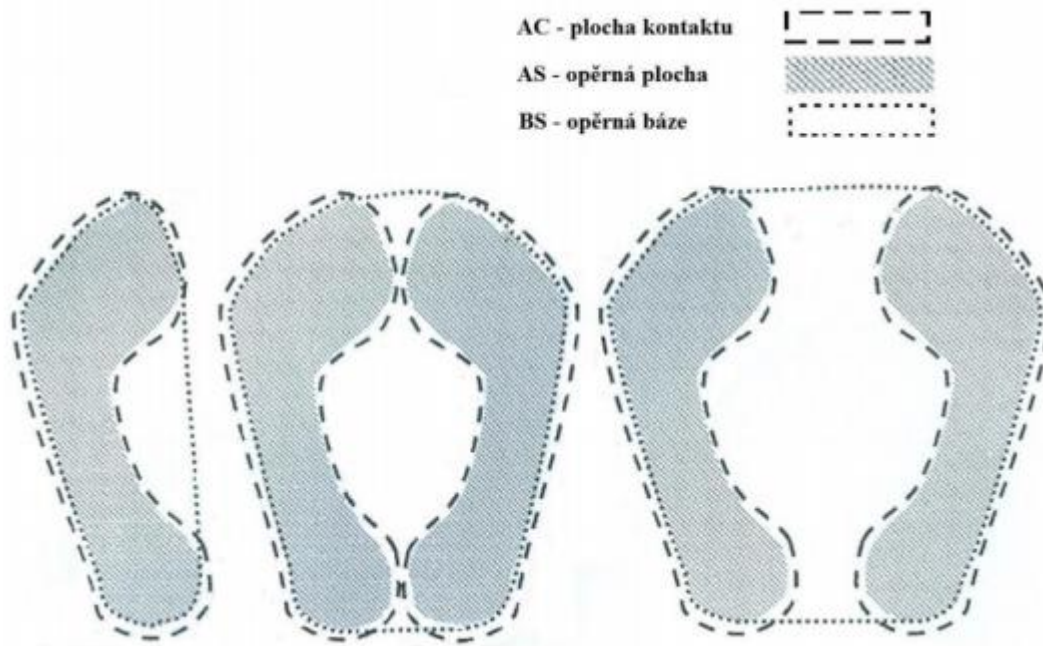 AC - plocha kontaktu
AS - opěrná plocha
BS - opěrná báze